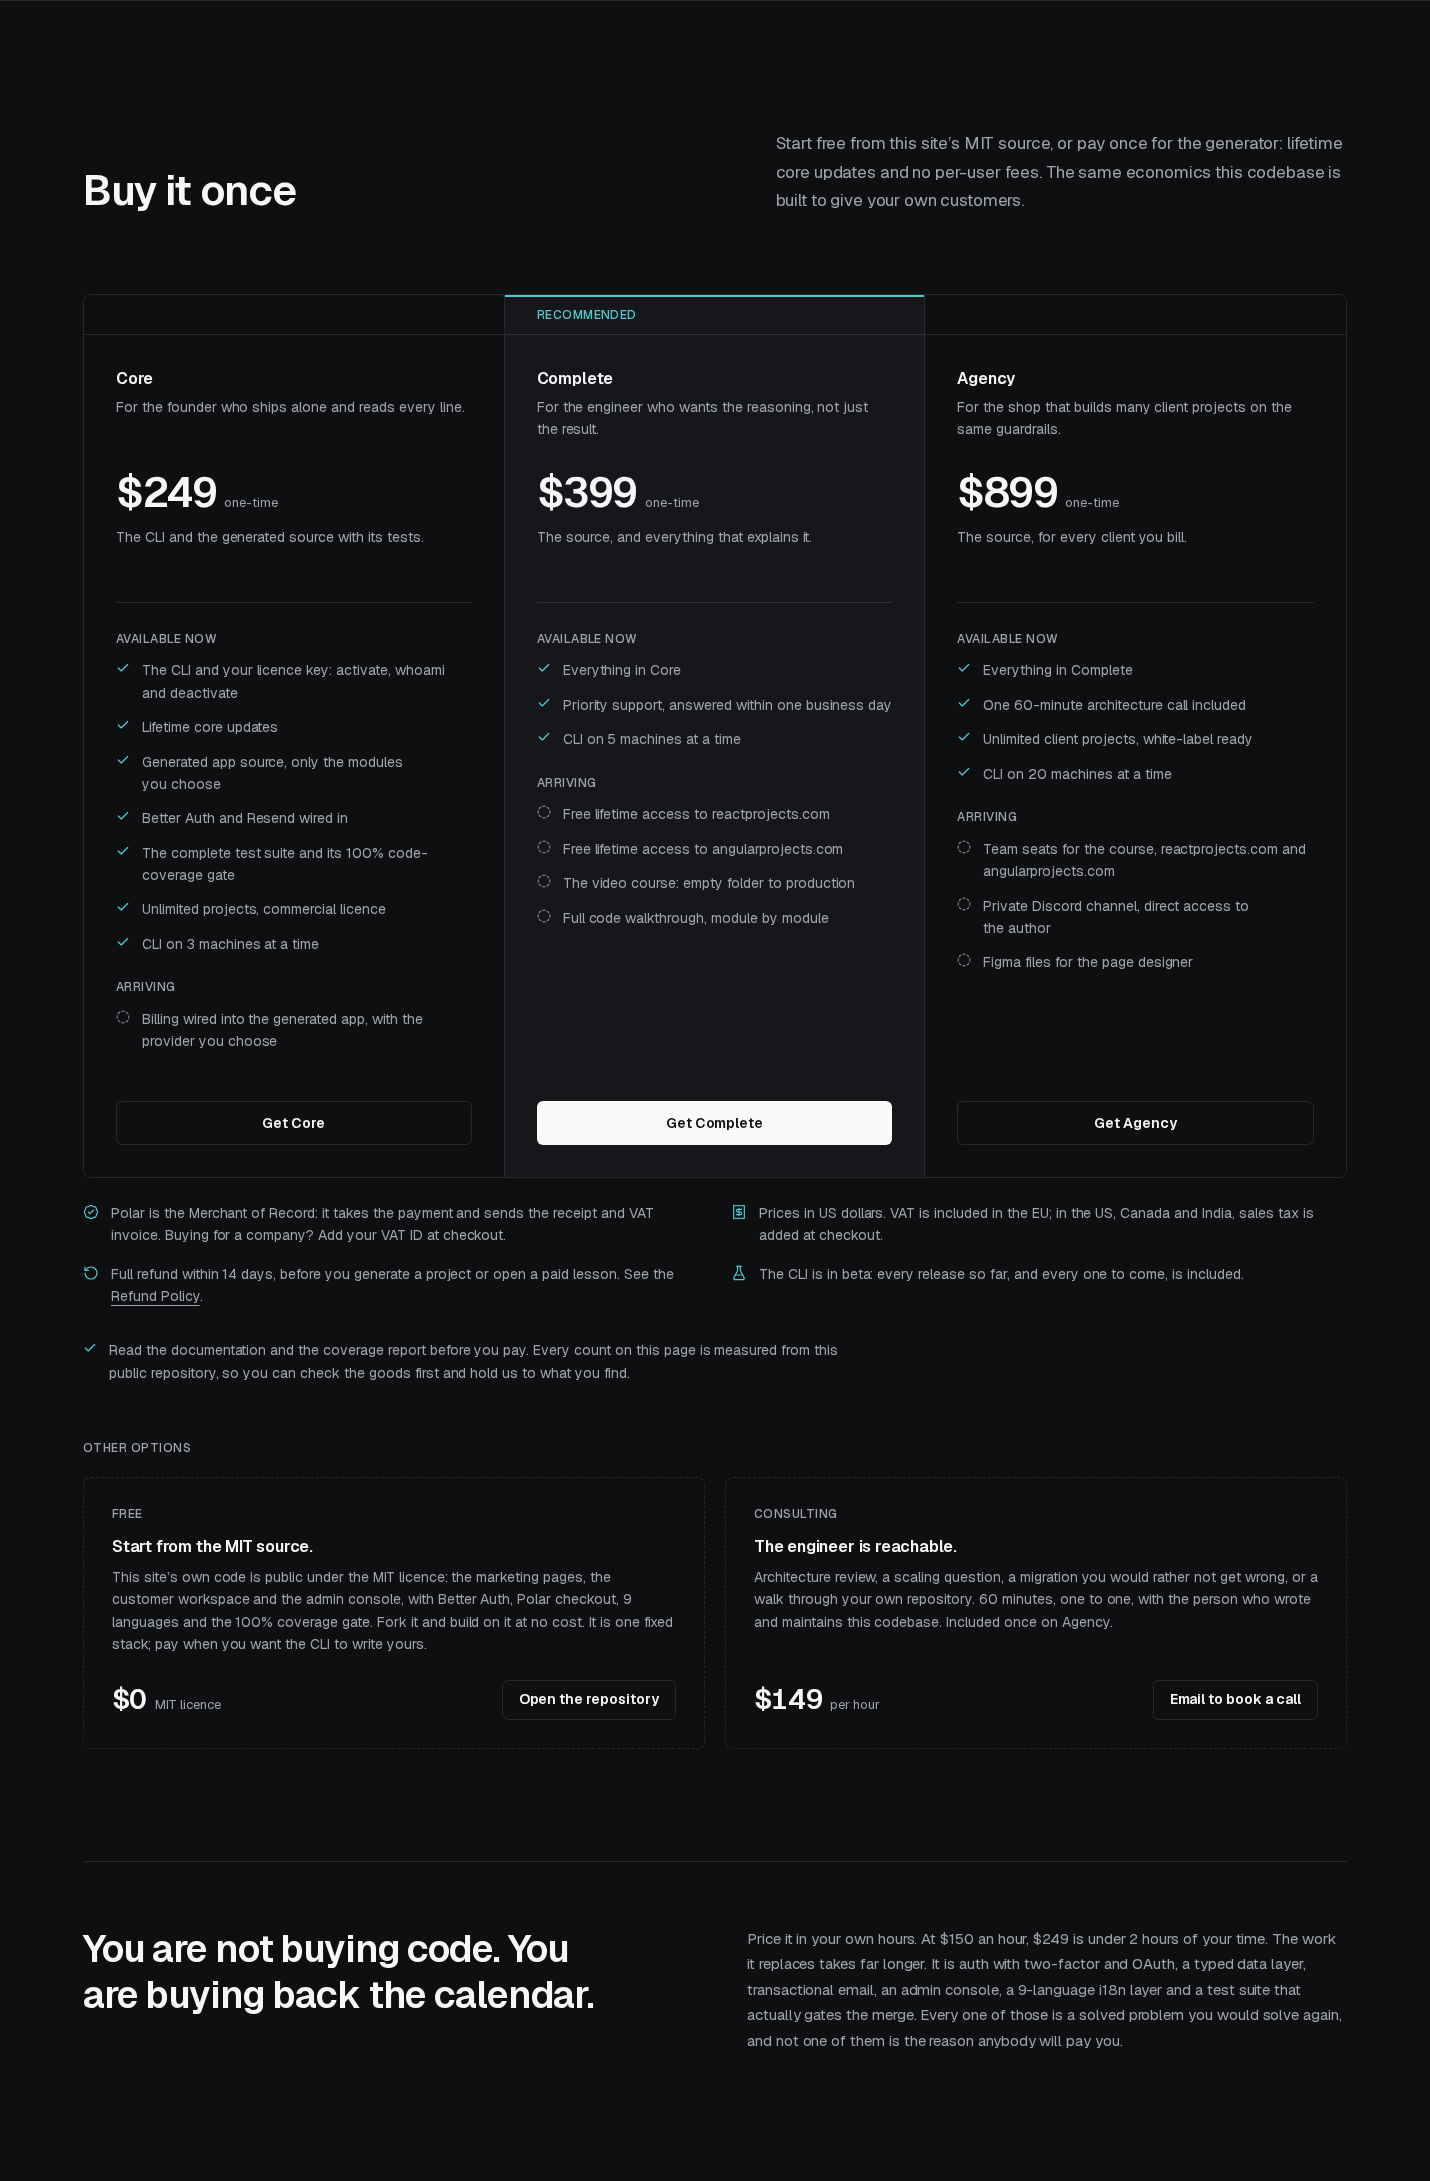 Buy it once
Start free from this site’s MIT source, or pay once for the generator: lifetime
core updates and no per-user fees. The same economics this codebase is
built to give your own customers.
Core
For the founder who ships alone and reads every line.
$249 one-time
The CLI and the generated source with its tests.
AVAILABLE NOW
The CLI and your licence key: activate, whoami
and deactivate
Lifetime core updates
Generated app source, only the modules
you choose
Better Auth and Resend wired in
The complete test suite and its 100% code-
coverage gate
Unlimited projects, commercial licence
CLI on 3 machines at a time
ARRIVING
Billing wired into the generated app, with the
provider you choose
Get Core
RECOMMENDED
Complete
For the engineer who wants the reasoning, not just
the result.
$399 one-time
The source, and everything that explains it.
AVAILABLE NOW
Everything in Core
Priority support, answered within one business day
CLI on 5 machines at a time
ARRIVING
Free lifetime access to reactprojects.com
Free lifetime access to angularprojects.com
The video course: empty folder to production
Full code walkthrough, module by module
Get Complete
Agency
For the shop that builds many client projects on the
same guardrails.
$899 one-time
The source, for every client you bill.
AVAILABLE NOW
Everything in Complete
One 60-minute architecture call included
Unlimited client projects, white-label ready
CLI on 20 machines at a time
ARRIVING
Team seats for the course, reactprojects.com and
angularprojects.com
Private Discord channel, direct access to
the author
Figma files for the page designer
Get Agency
Polar is the Merchant of Record: it takes the payment and sends the receipt and VAT
invoice. Buying for a company? Add your VAT ID at checkout.
Prices in US dollars. VAT is included in the EU; in the US, Canada and India, sales tax is
added at checkout.
Full refund within 14 days, before you generate a project or open a paid lesson. See the
Refund Policy.
The CLI is in beta: every release so far, and every one to come, is included.
Read the documentation and the coverage report before you pay. Every count on this page is measured from this
public repository, so you can check the goods first and hold us to what you find.
OTHER OPTIONS
FREE
Start from the MIT source.
This site’s own code is public under the MIT licence: the marketing pages, the
customer workspace and the admin console, with Better Auth, Polar checkout, 9
languages and the 100% coverage gate. Fork it and build on it at no cost. It is one fixed
stack; pay when you want the CLI to write yours.
$0 MIT licence
Open the repository
CONSULTING
The engineer is reachable.
Architecture review, a scaling question, a migration you would rather not get wrong, or a
walk through your own repository. 60 minutes, one to one, with the person who wrote
and maintains this codebase. Included once on Agency.
$149 per hour
Email to book a call
You are not buying code. You
are buying back the calendar.
Price it in your own hours. At $150 an hour, $249 is under 2 hours of your time. The work
it replaces takes far longer. It is auth with two-factor and OAuth, a typed data layer,
transactional email, an admin console, a 9-language i18n layer and a test suite that
actually gates the merge. Every one of those is a solved problem you would solve again,
and not one of them is the reason anybody will pay you.